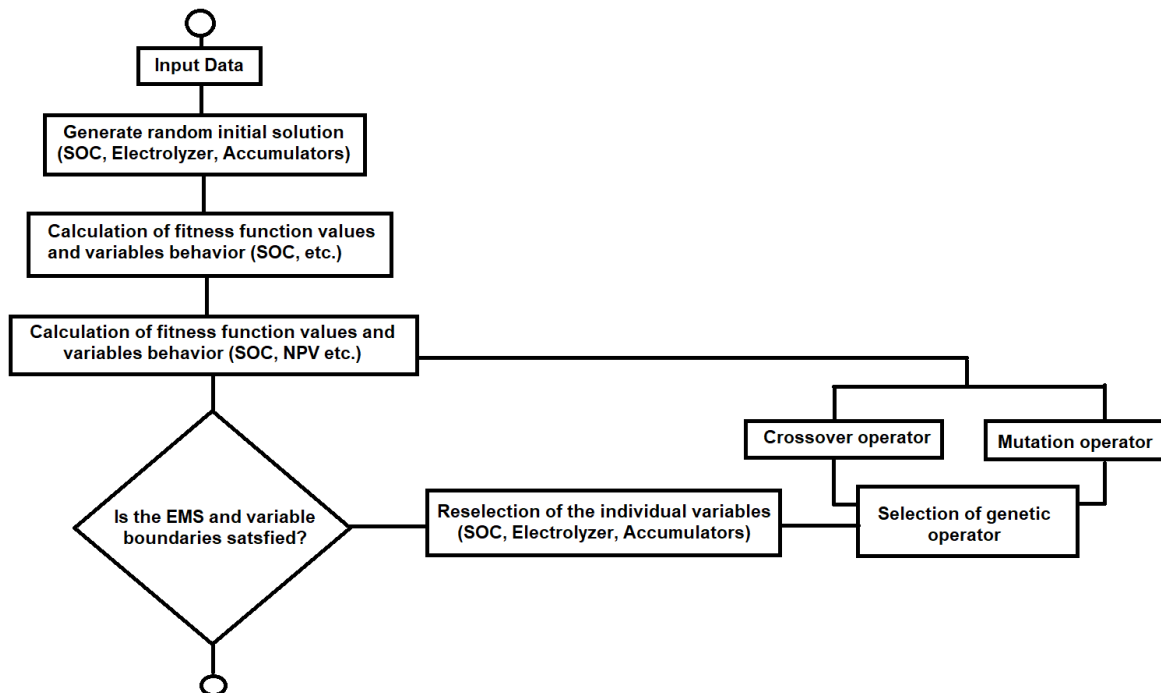 Input Data
Generate random initial solution
(SOC, Electrolyzer, Accumulators)
Calculation of fitness function values
and variables behavior (SOC, etc.)
Calculation of fitness function values and
variables behavior (SOC, NPV etc.)
Crossover operator
Mutation operator
Is the EMS and variable
boundaries satsfied?
Reselection of the individual variables
(SOC, Electrolyzer, Accumulators)
Selection of genetic
operator